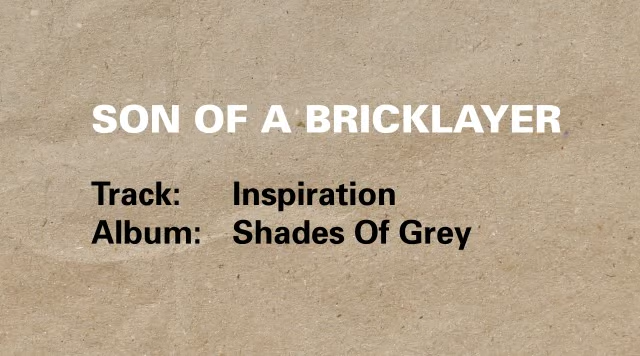 SON OF A BRICKLAYER
Track: Inspiration
Album: Shades Of Grey